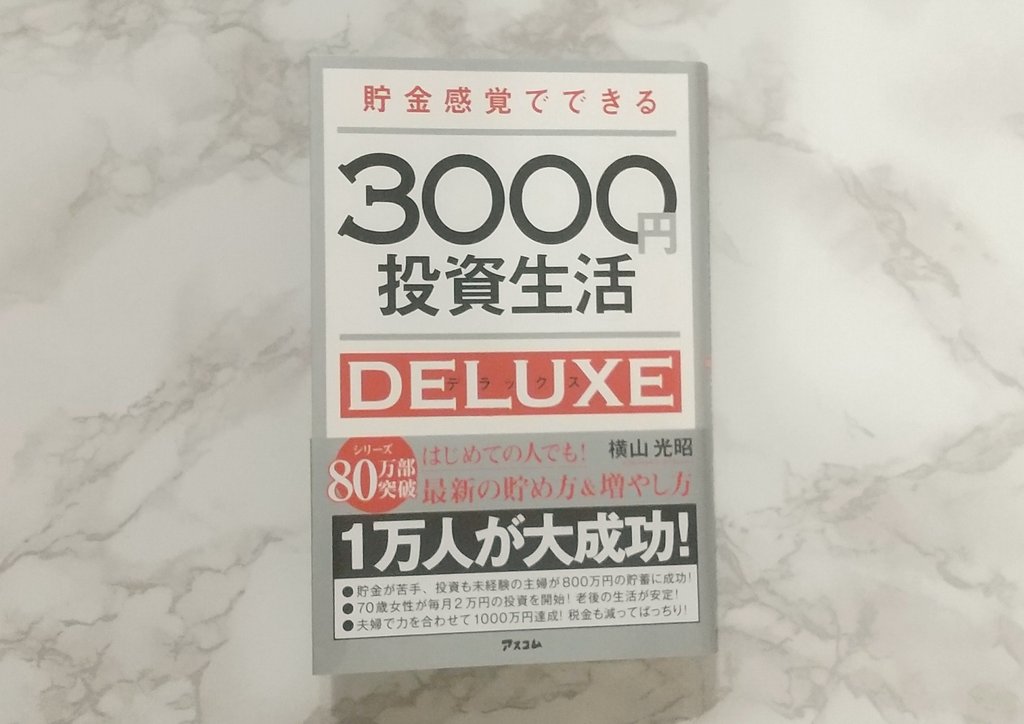 貯金感覚でできる
3000円
投資生活
DELUXE
デラックス
シリーズ
80万部
突破
はじめての人でも!
横山光昭
最新の貯め方&増やし方
1万人が大成功!
●貯金が苦手、投資も未経験の主婦が800万円の貯蓄に成功!
●70歳女性が毎月2万円の投資を開始! 老後の生活が安定!
●夫婦で力を合わせて1000万円達成! 税金も減ってばっちり!
アスコム